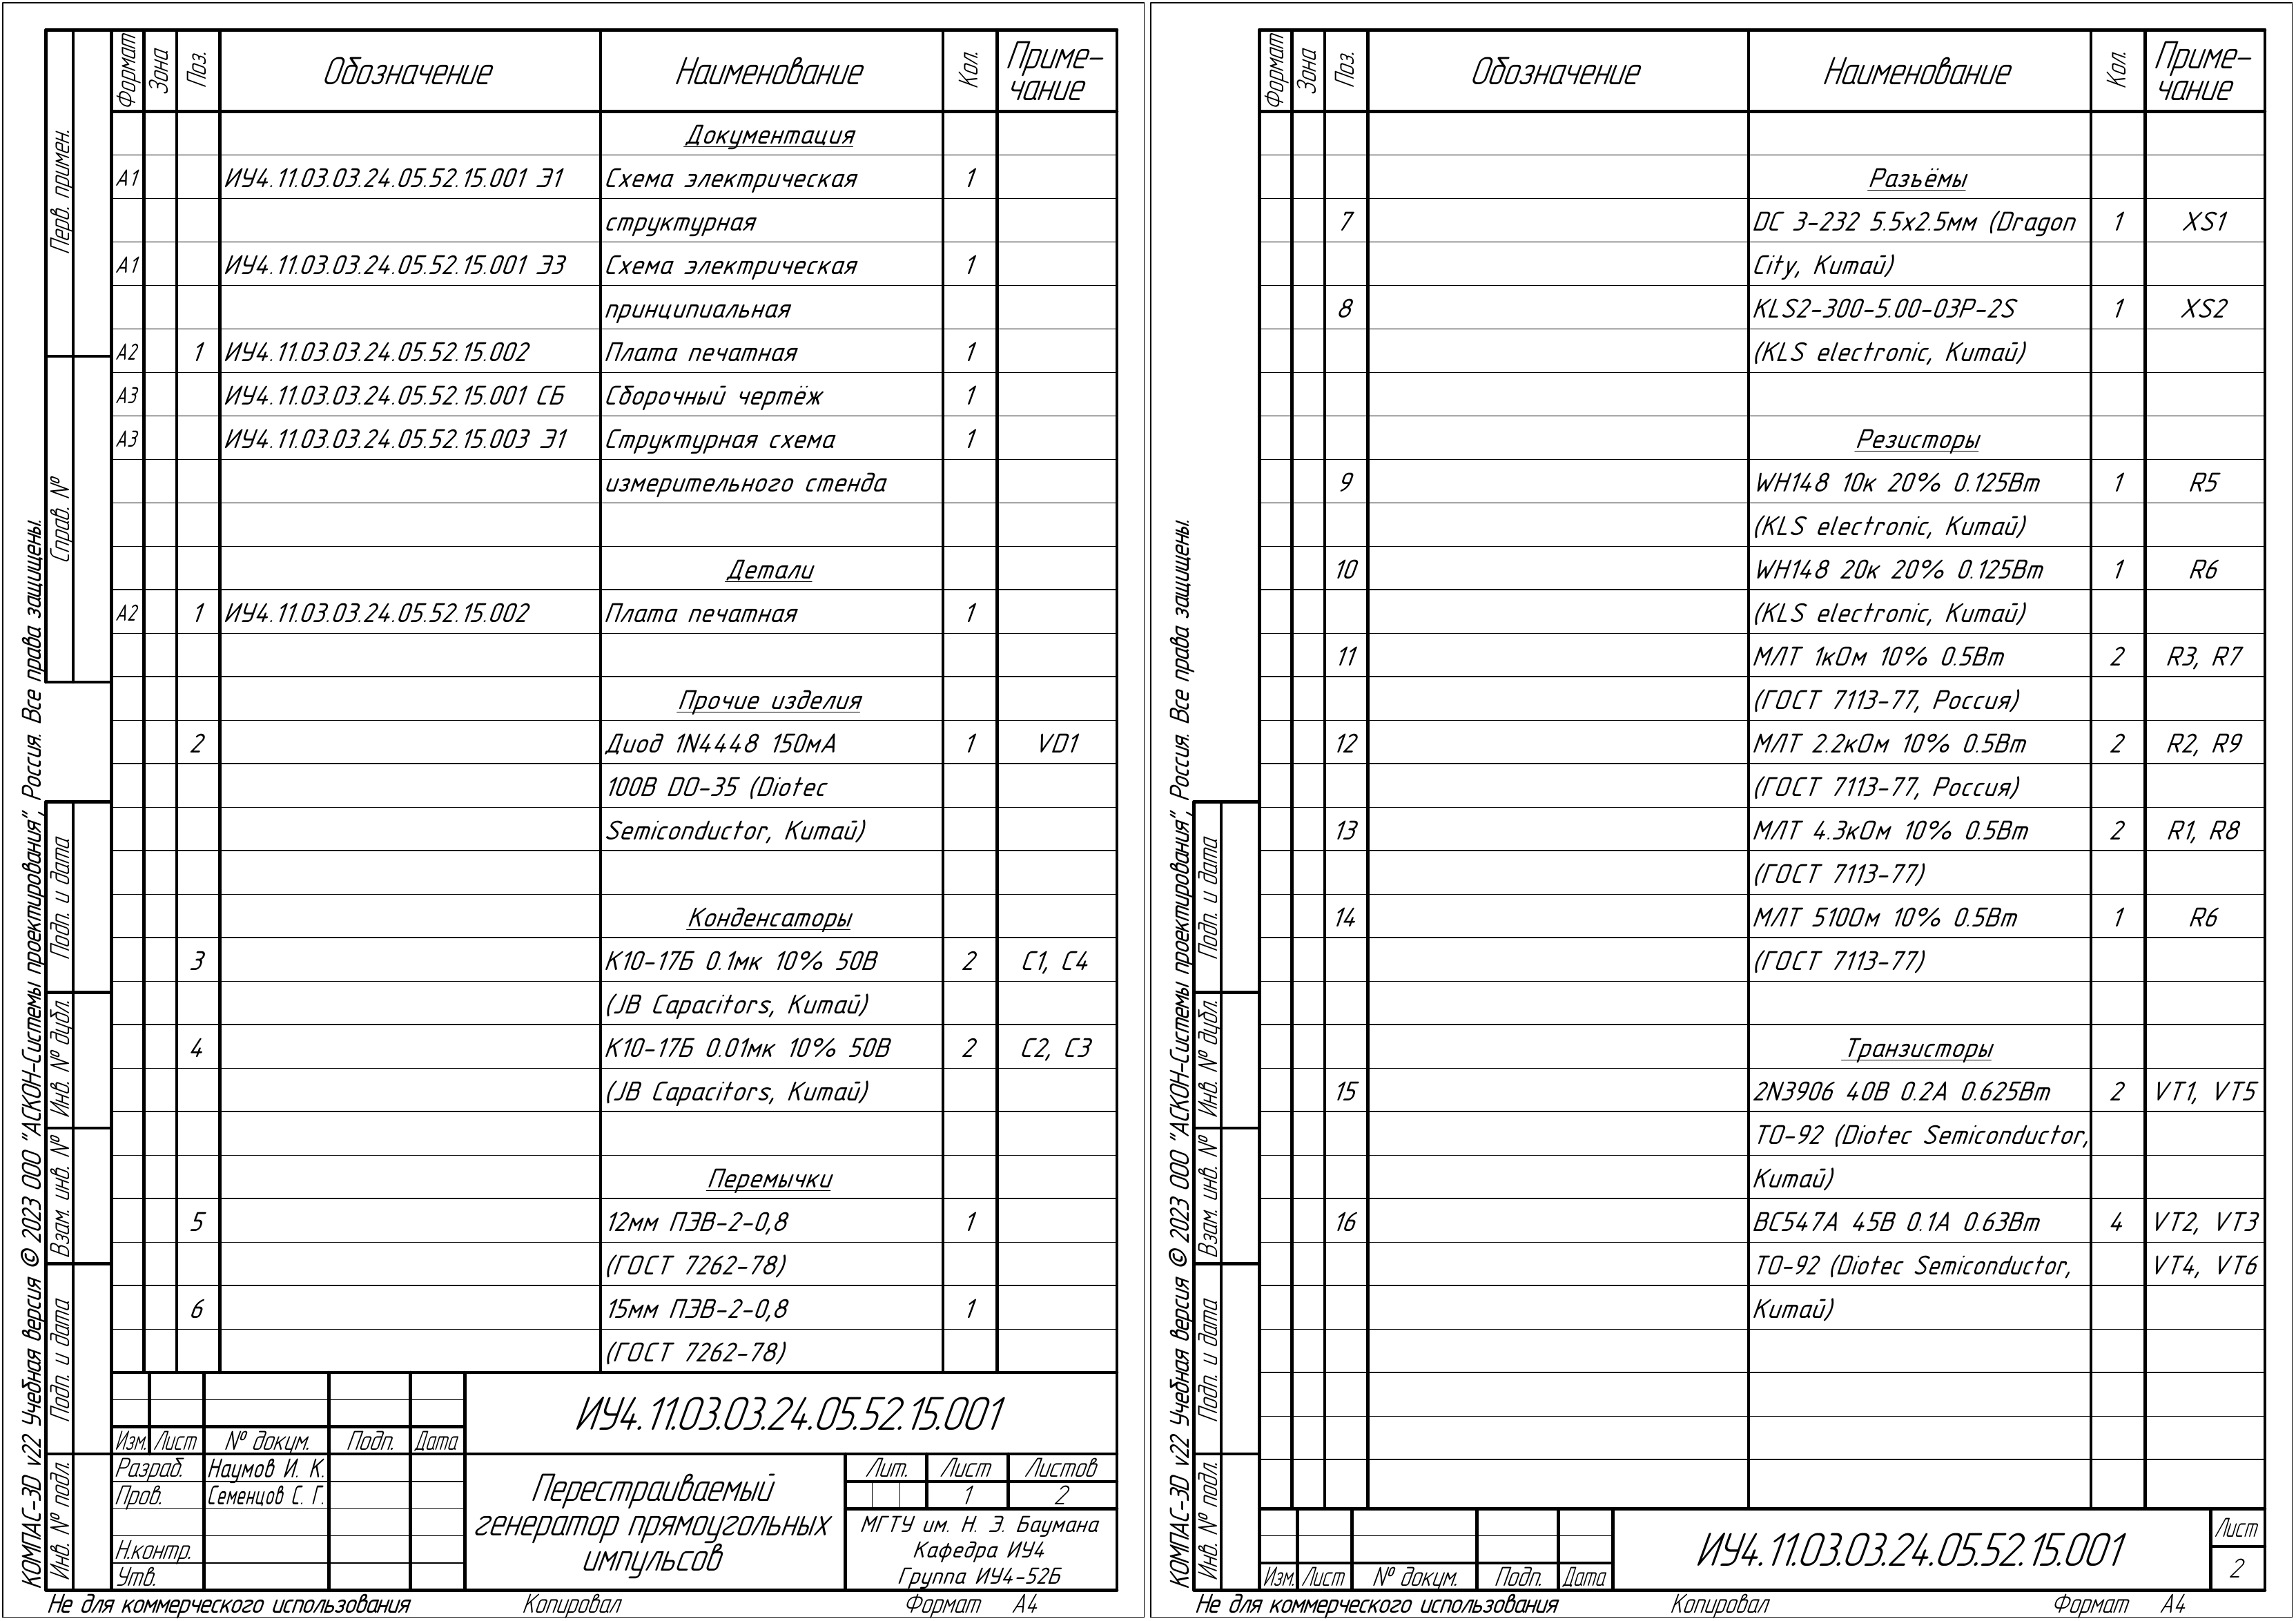 Формат Зона Поз. Обозначение Наименование Кол. Приме-
чание
Документация
А1 ИУ4.11.03.03.24.05.52.15.001 Э1 Схема электрическая 1
структурная
А1 ИУ4.11.03.03.24.05.52.15.001 Э3 Схема электрическая 1
принципиальная
А2 1 ИУ4.11.03.03.24.05.52.15.002 Плата печатная 1
А3 ИУ4.11.03.03.24.05.52.15.001 СБ Сборочный чертёж 1
А3 ИУ4.11.03.03.24.05.52.15.003 Э1 Структурная схема 1
измерительного стенда
Детали
А2 1 ИУ4.11.03.03.24.05.52.15.002 Плата печатная 1
Прочие изделия
2 Диод 1N4448 150мА 1 VD1
100В DO-35 (Diotec
Semiconductor, Китай)
Конденсаторы
3 К10-17Б 0.1мк 10% 50В 2 С1, С4
(JB Capacitors, Китай)
4 К10-17Б 0.01мк 10% 50В 2 С2, С3
(JB Capacitors, Китай)
Перемычки
5 12мм ПЭВ-2-0,8 1
(ГОСТ 7262-78)
6 15мм ПЭВ-2-0,8 1
(ГОСТ 7262-78)
ИУ4.11.03.03.24.05.52.15.001
Изм. Лист № докум. Подп. Дата
Разраб. Наумов И. К.
Пров. Семенцов С. Г.
Н.контр.
Утв.
Перестраиваемый
генератор прямоугольных
импульсов
Лит. Лист Листов
1 2
МГТУ им. Н. Э. Баумана
Кафедра ИУ4
Группа ИУ4-52Б
Не для коммерческого использования Копировал Формат А4
Перв. примен.
Справ. №
Подп. и дата
Инв. № дубл.
Взам. инв. №
Подп. и дата
Инв. № подл.
КОМПАС-3D v22 Учебная версия © 2023 ООО "АСКОН-Системы проектирования", Россия. Все права защищены.
Формат Зона Поз. Обозначение Наименование Кол. Приме-
чание
Разъёмы
7 DC 3-232 5.5x2.5мм (Dragon 1 XS1
City, Китай)
8 KLS2-300-5.00-03P-2S 1 XS2
(KLS electronic, Китай)
Резисторы
9 WH148 10к 20% 0.125Вт 1 R5
(KLS electronic, Китай)
10 WH148 20к 20% 0.125Вт 1 R6
(KLS electronic, Китай)
11 МЛТ 1кОм 10% 0.5Вт 2 R3, R7
(ГОСТ 7113-77, Россия)
12 МЛТ 2.2кОм 10% 0.5Вт 2 R2, R9
(ГОСТ 7113-77, Россия)
13 МЛТ 4.3кОм 10% 0.5Вт 2 R1, R8
(ГОСТ 7113-77)
14 МЛТ 510Ом 10% 0.5Вт 1 R6
(ГОСТ 7113-77)
Транзисторы
15 2N3906 40В 0.2А 0.625Вт 2 VT1, VT5
TO-92 (Diotec Semiconductor,
Китай)
16 BC547A 45В 0.1А 0.63Вт 4 VT2, VT3
TO-92 (Diotec Semiconductor, VT4, VT6
Китай)
ИУ4.11.03.03.24.05.52.15.001
Лист
2
Изм. Лист № докум. Подп. Дата
Не для коммерческого использования Копировал Формат А4
Подп. и дата
Инв. № дубл.
Взам. инв. №
Подп. и дата
Инв. № подл.
КОМПАС-3D v22 Учебная версия © 2023 ООО "АСКОН-Системы проектирования", Россия. Все права защищены.